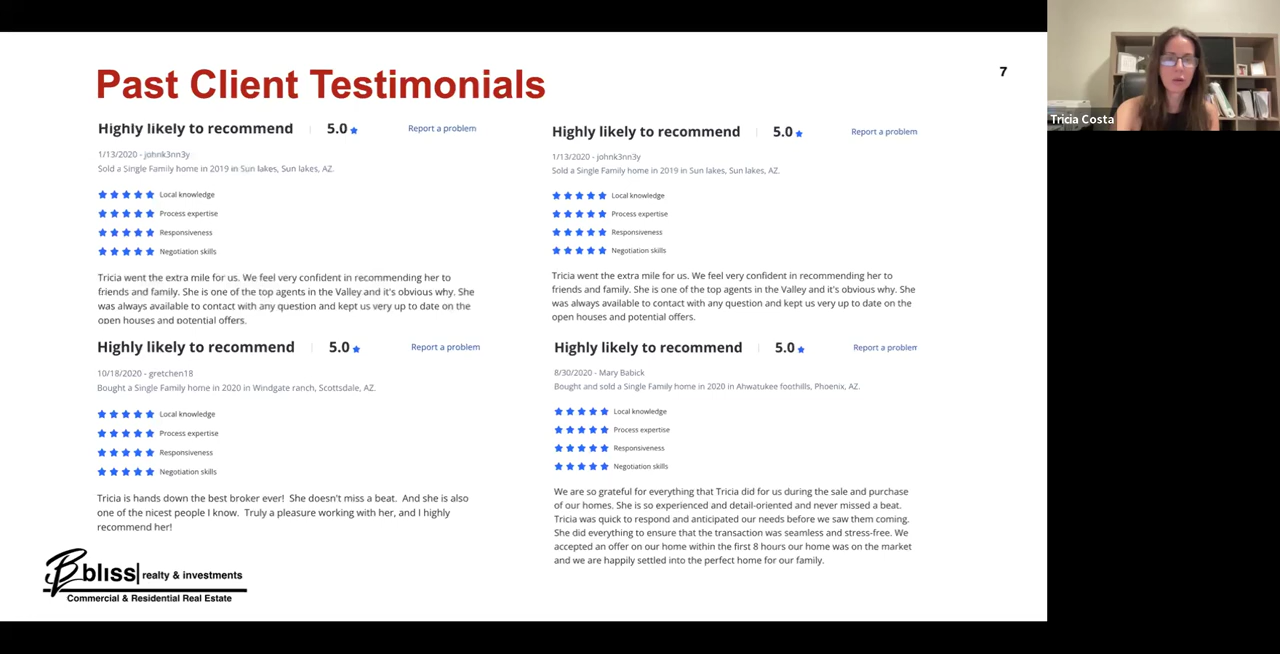 Past Client Testimonials
7
Tricia Costa
Highly likely to recommend 5.0 Report a problem
1/13/2020 - johnk3nn3y
Sold a Single Family home in 2019 in Sun lakes, Sun lakes, AZ.
Local knowledge
Process expertise
Responsiveness
Negotiation skills
Tricia went the extra mile for us. We feel very confident in recommending her to
friends and family. She is one of the top agents in the Valley and it's obvious why. She
was always available to contact with any question and kept us very up to date on the
open houses and potential offers.
Highly likely to recommend 5.0 Report a problem
1/13/2020 - johnk3nn3y
Sold a Single Family home in 2019 in Sun lakes, Sun lakes, AZ.
Local knowledge
Process expertise
Responsiveness
Negotiation skills
Tricia went the extra mile for us. We feel very confident in recommending her to
friends and family. She is one of the top agents in the Valley and it's obvious why. She
was always available to contact with any question and kept us very up to date on the
open houses and potential offers.
Highly likely to recommend 5.0 Report a problem
10/18/2020 - gretchen18
Bought a Single Family home in 2020 in Windgate ranch, Scottsdale, AZ.
Local knowledge
Process expertise
Responsiveness
Negotiation skills
Tricia is hands down the best broker ever! She doesn't miss a beat. And she is also
one of the nicest people I know. Truly a pleasure working with her, and I highly
recommend her!
Highly likely to recommend 5.0 Report a problem
8/30/2020 - Mary Babick
Bought and sold a Single Family home in 2020 in Ahwatukee foothills, Phoenix, AZ.
Local knowledge
Process expertise
Responsiveness
Negotiation skills
We are so grateful for everything that Tricia did for us during the sale and purchase
of our homes. She is so experienced and detail-oriented and never missed a beat.
Tricia was quick to respond and anticipated our needs before we saw them coming.
She did everything to ensure that the transaction was seamless and stress-free. We
accepted an offer on our home within the first 8 hours our home was on the market
and we are happily settled into the perfect home for our family.
B bliss realty & investments
Commercial & Residential Real Estate